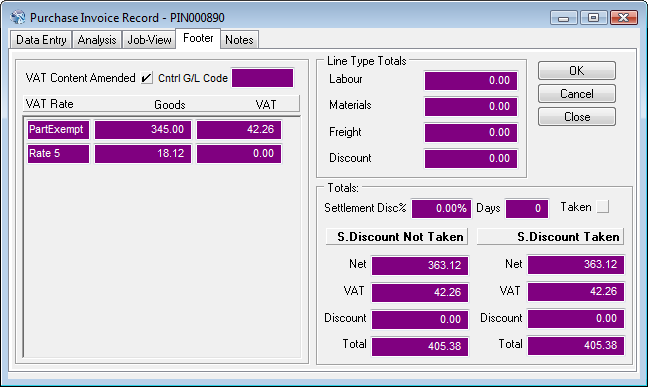 Purchase Invoice Record - PIN000890
Data Entry Analysis Job-View Footer Notes
VAT Content Amended Cntrl G/L Code
VAT Rate Goods VAT
PartExempt 345.00 42.26
Rate 5 18.12 0.00
Line Type Totals
Labour 0.00
Materials 0.00
Freight 0.00
Discount 0.00
OK
Cancel
Close
Totals:
Settlement Disc% 0.00% Days 0 Taken
S.Discount Not Taken S.Discount Taken
Net 363.12 Net 363.12
VAT 42.26 VAT 42.26
Discount 0.00 Discount 0.00
Total 405.38 Total 405.38